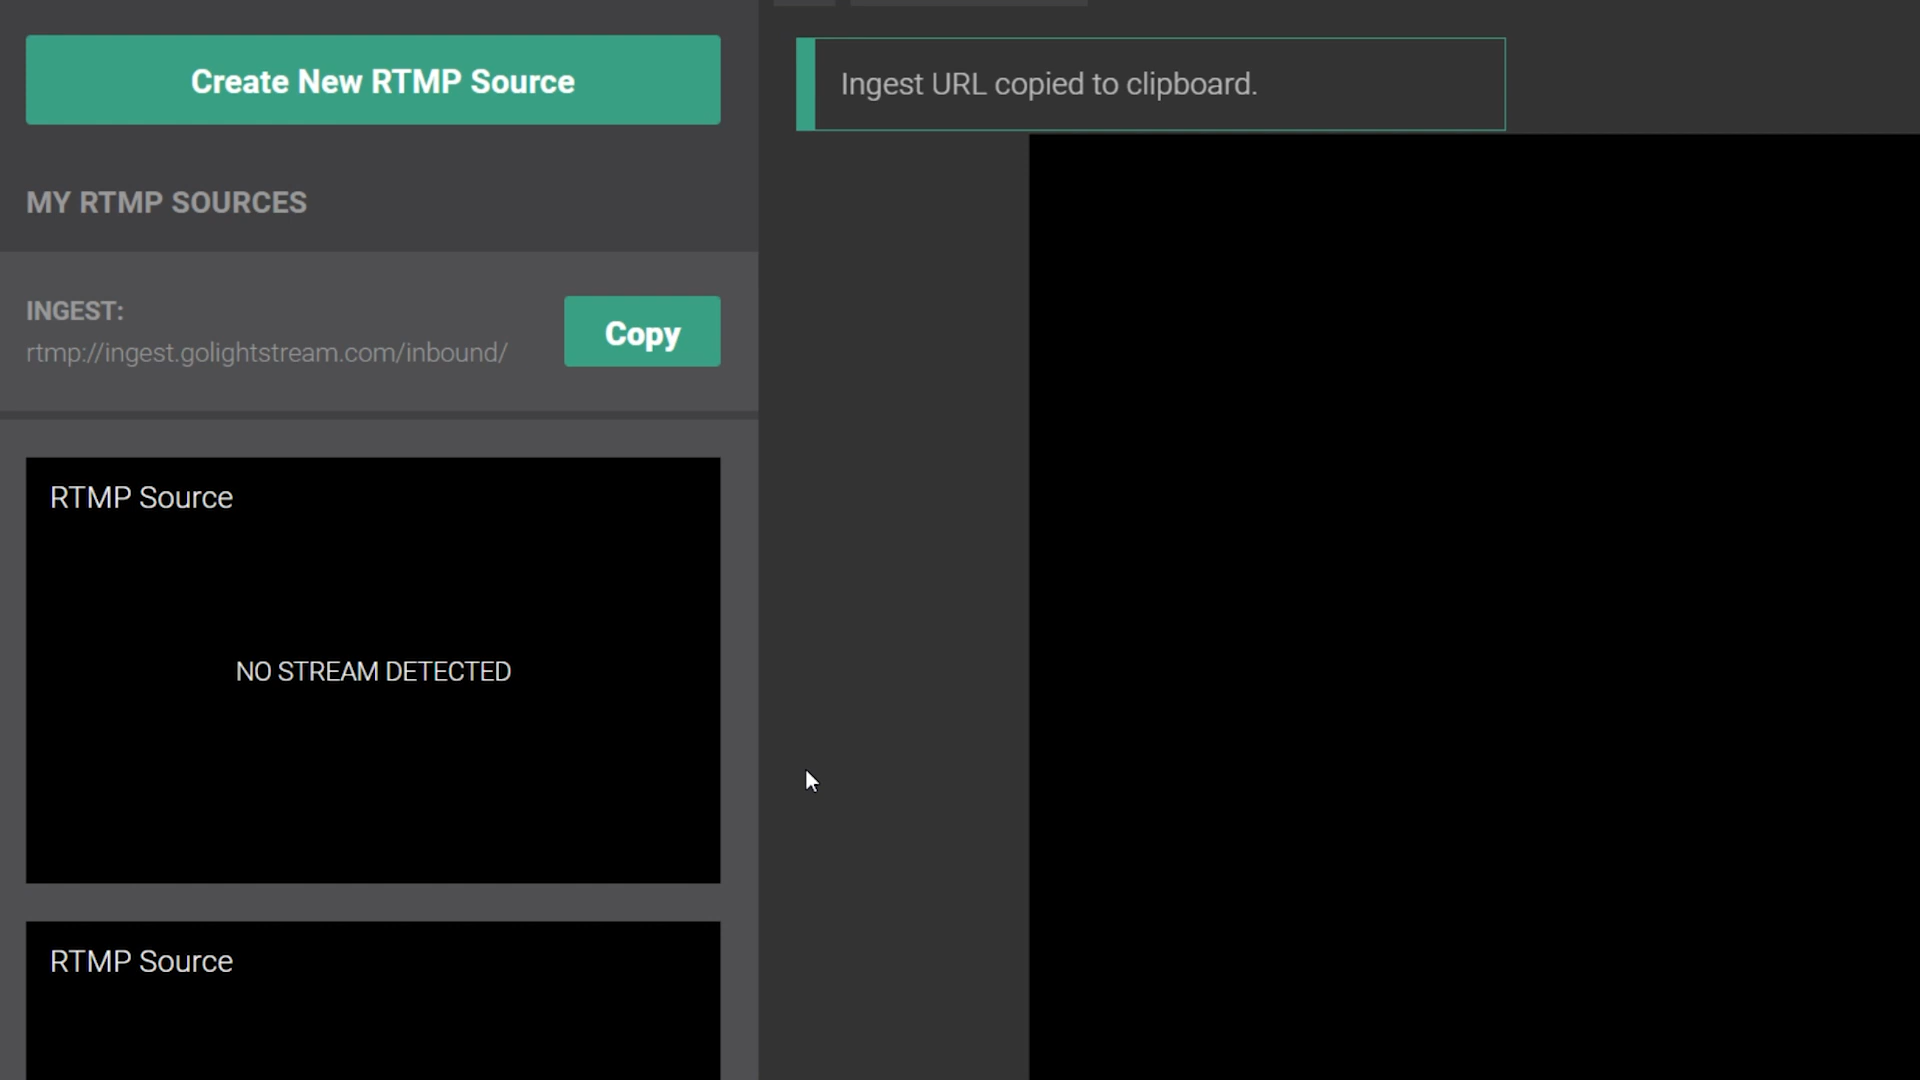 Create New RTMP Source
Ingest URL copied to clipboard.
MY RTMP SOURCES
INGEST:
rtmp://ingest.golightstream.com/inbound/
Copy
RTMP Source
NO STREAM DETECTED
RTMP Source